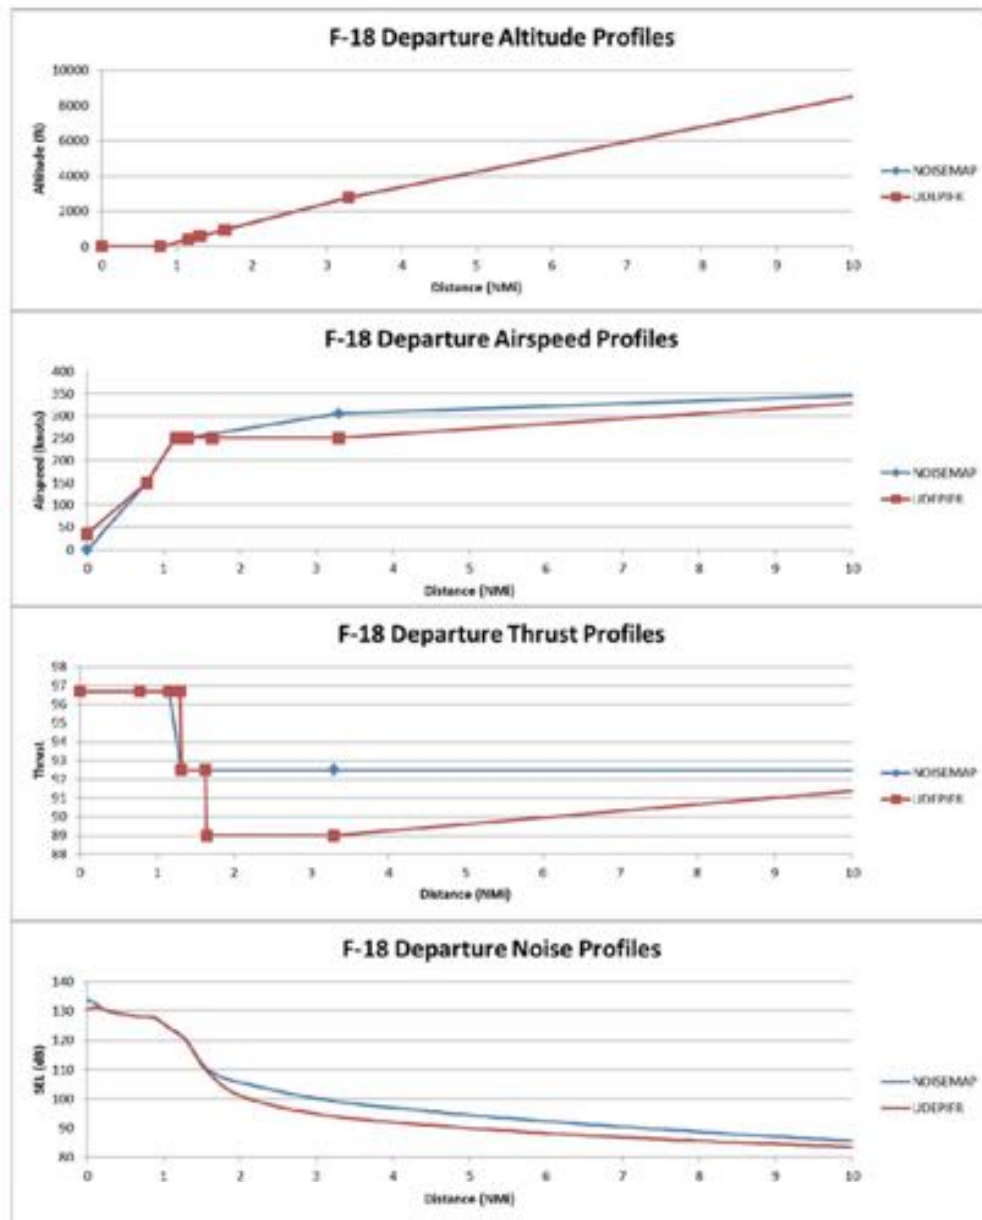 F-18 Departure Altitude Profiles
10000
8000
6000
4000
2000
0
Altitude (ft)
0 1 2 3 4 5 6 7 8 9 10
Distance (NMi)
NOISEMAP
UDEPIFR
F-18 Departure Airspeed Profiles
400
350
300
250
200
150
100
50
0
Airspeed (knots)
0 1 2 3 4 5 6 7 8 9 10
Distance (NMi)
NOISEMAP
UDEPIFR
F-18 Departure Thrust Profiles
98
97
96
95
94
93
92
91
90
89
88
Thrust
0 1 2 3 4 5 6 7 8 9 10
Distance (NMi)
NOISEMAP
UDEPIFR
F-18 Departure Noise Profiles
140
130
120
110
100
90
80
SEL (dB)
0 1 2 3 4 5 6 7 8 9 10
Distance (NMi)
NOISEMAP
UDEPIFR